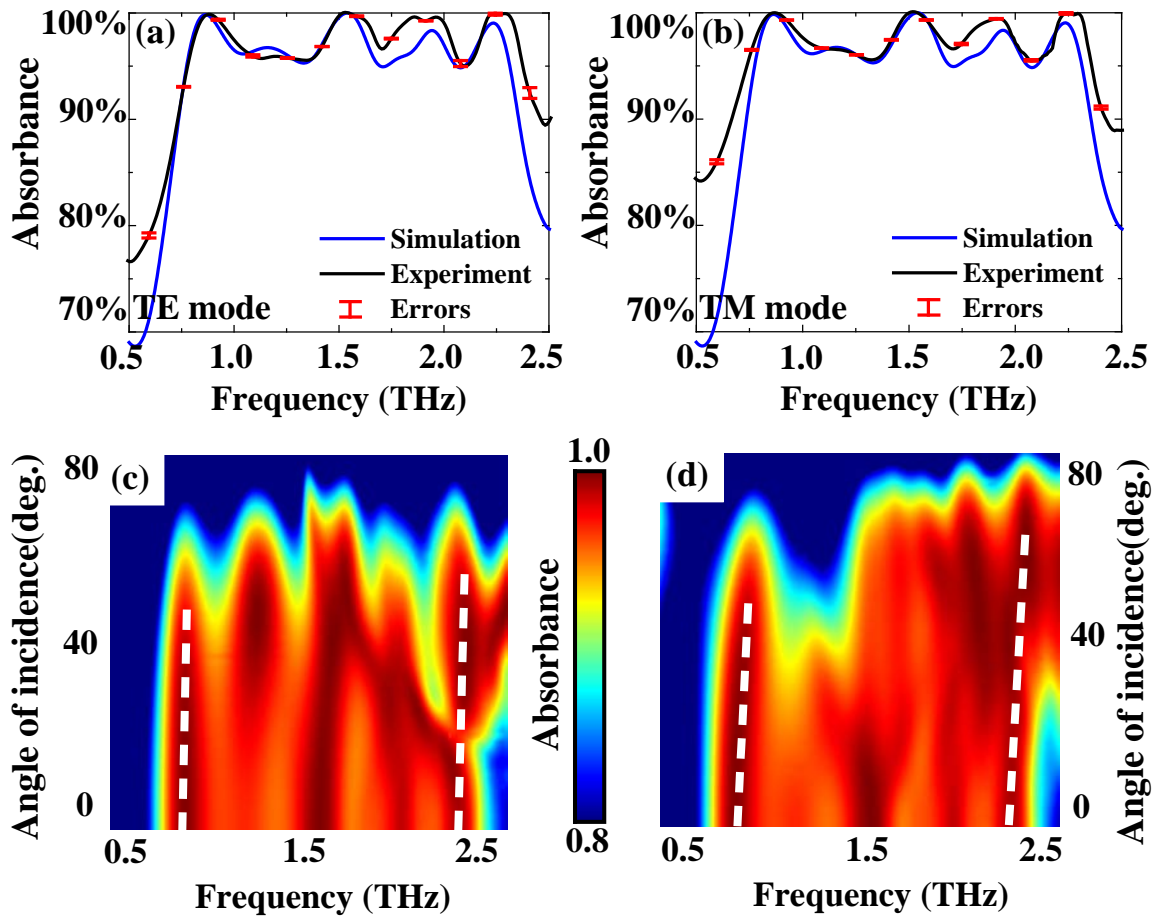 (a)
100%
90%
80%
70%
Absorbance
Simulation
Experiment
Errors
TE mode
0.5 1.0 1.5 2.0 2.5
Frequency (THz)
(b)
100%
90%
80%
70%
Absorbance
Simulation
Experiment
Errors
TM mode
0.5 1.0 1.5 2.0 2.5
Frequency (THz)
(c)
80
40
0
Angle of incidence(deg.)
0.5 1.5 2.5
Frequency (THz)
1.0
Absorbance
0.8
(d)
80
40
0
Angle of incidence(deg.)
0.5 1.5 2.5
Frequency (THz)